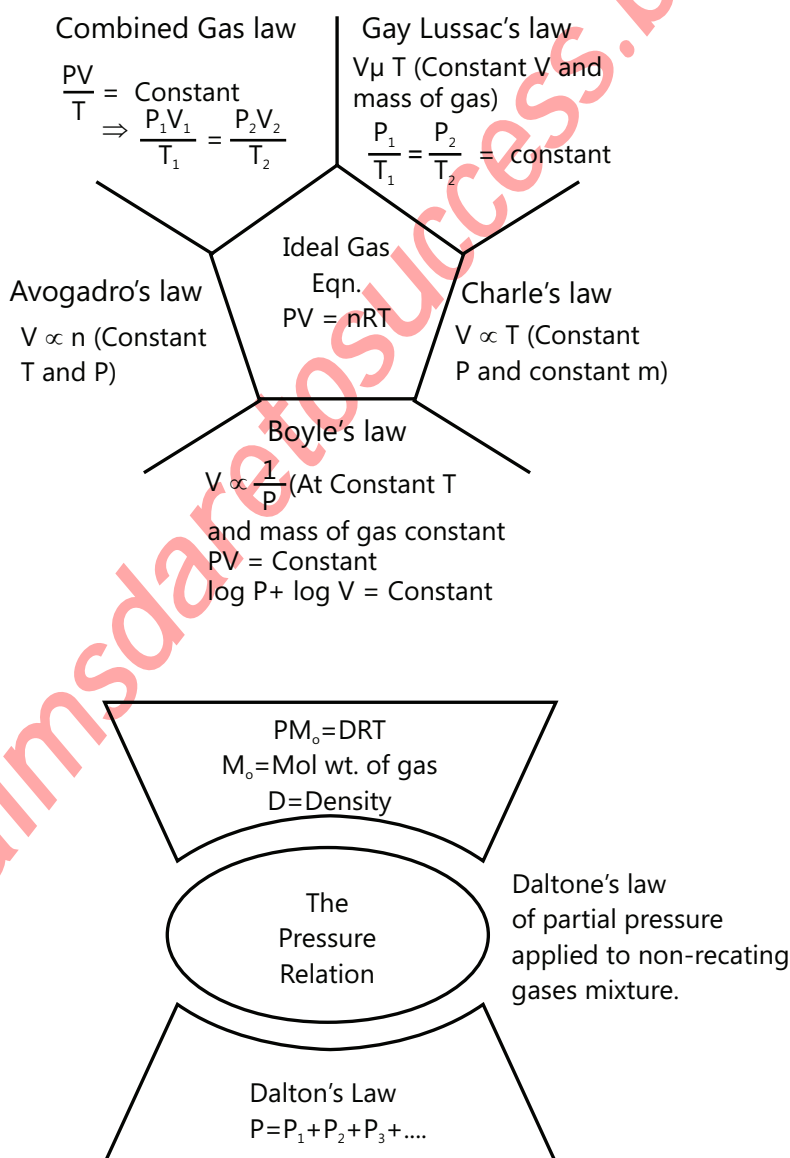 Combined Gas law
PV/T = Constant
⇒ P₁V₁/T₁ = P₂V₂/T₂
Gay Lussac's law
Vµ T (Constant V and
mass of gas)
P₁/T₁ = P₂/T₂ = constant
Ideal Gas
Eqn.
PV = nRT
Avogadro's law
V ∝ n (Constant
T and P)
Charle's law
V ∝ T (Constant
P and constant m)
Boyle's law
V ∝ 1/P (At Constant T
and mass of gas constant
PV = Constant
log P+ log V = Constant
PMₒ=DRT
Mₒ=Mol wt. of gas
D=Density
The
Pressure
Relation
Daltone's law
of partial pressure
applied to non-recating
gases mixture.
Dalton's Law
P=P₁+P₂+P₃+....